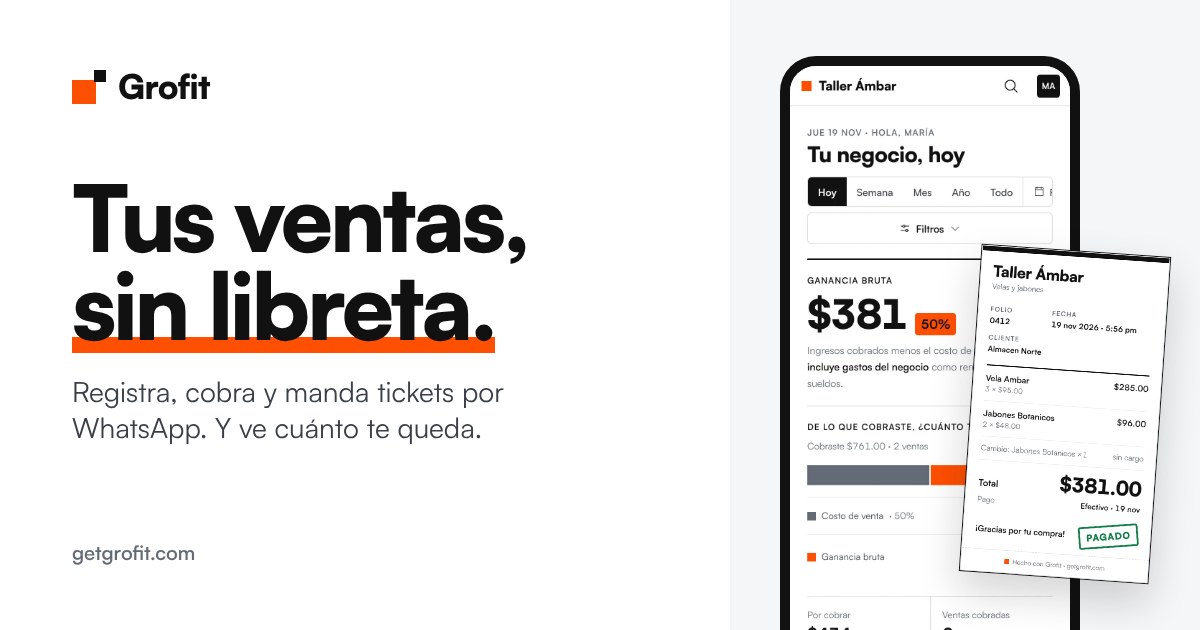 Grofit
Tus ventas,
sin libreta.
Registra, cobra y manda tickets por
WhatsApp. Y ve cuánto te queda.
getgrofit.com
Taller Ámbar
MA
JUE 19 NOV · HOLA, MARÍA
Tu negocio, hoy
Hoy Semana Mes Año Todo
Filtros
GANANCIA BRUTA
$381 50%
Ingresos cobrados menos el costo de
incluye gastos del negocio como
sueldos.
DE LO QUE COBRASTE, ¿CUÁNTO
Cobraste $761.00 · 2 ventas
Costo de venta · 50%
Ganancia bruta
Por cobrar
Ventas cobradas
Taller Ámbar
Velas y jabones
FOLIO
0412
FECHA
19 nov 2026 · 5:56 pm
CLIENTE
Almacen Norte
Vela Ambar $285.00
3 × $95.00
Jabones Botanicos $96.00
2 × $48.00
Cambio: Jabones Botanicos ×1 sin cargo
Total $381.00
Pago Efectivo · 19 nov
¡Gracias por tu compra! PAGADO
Hecho con Grofit · getgrofit.com